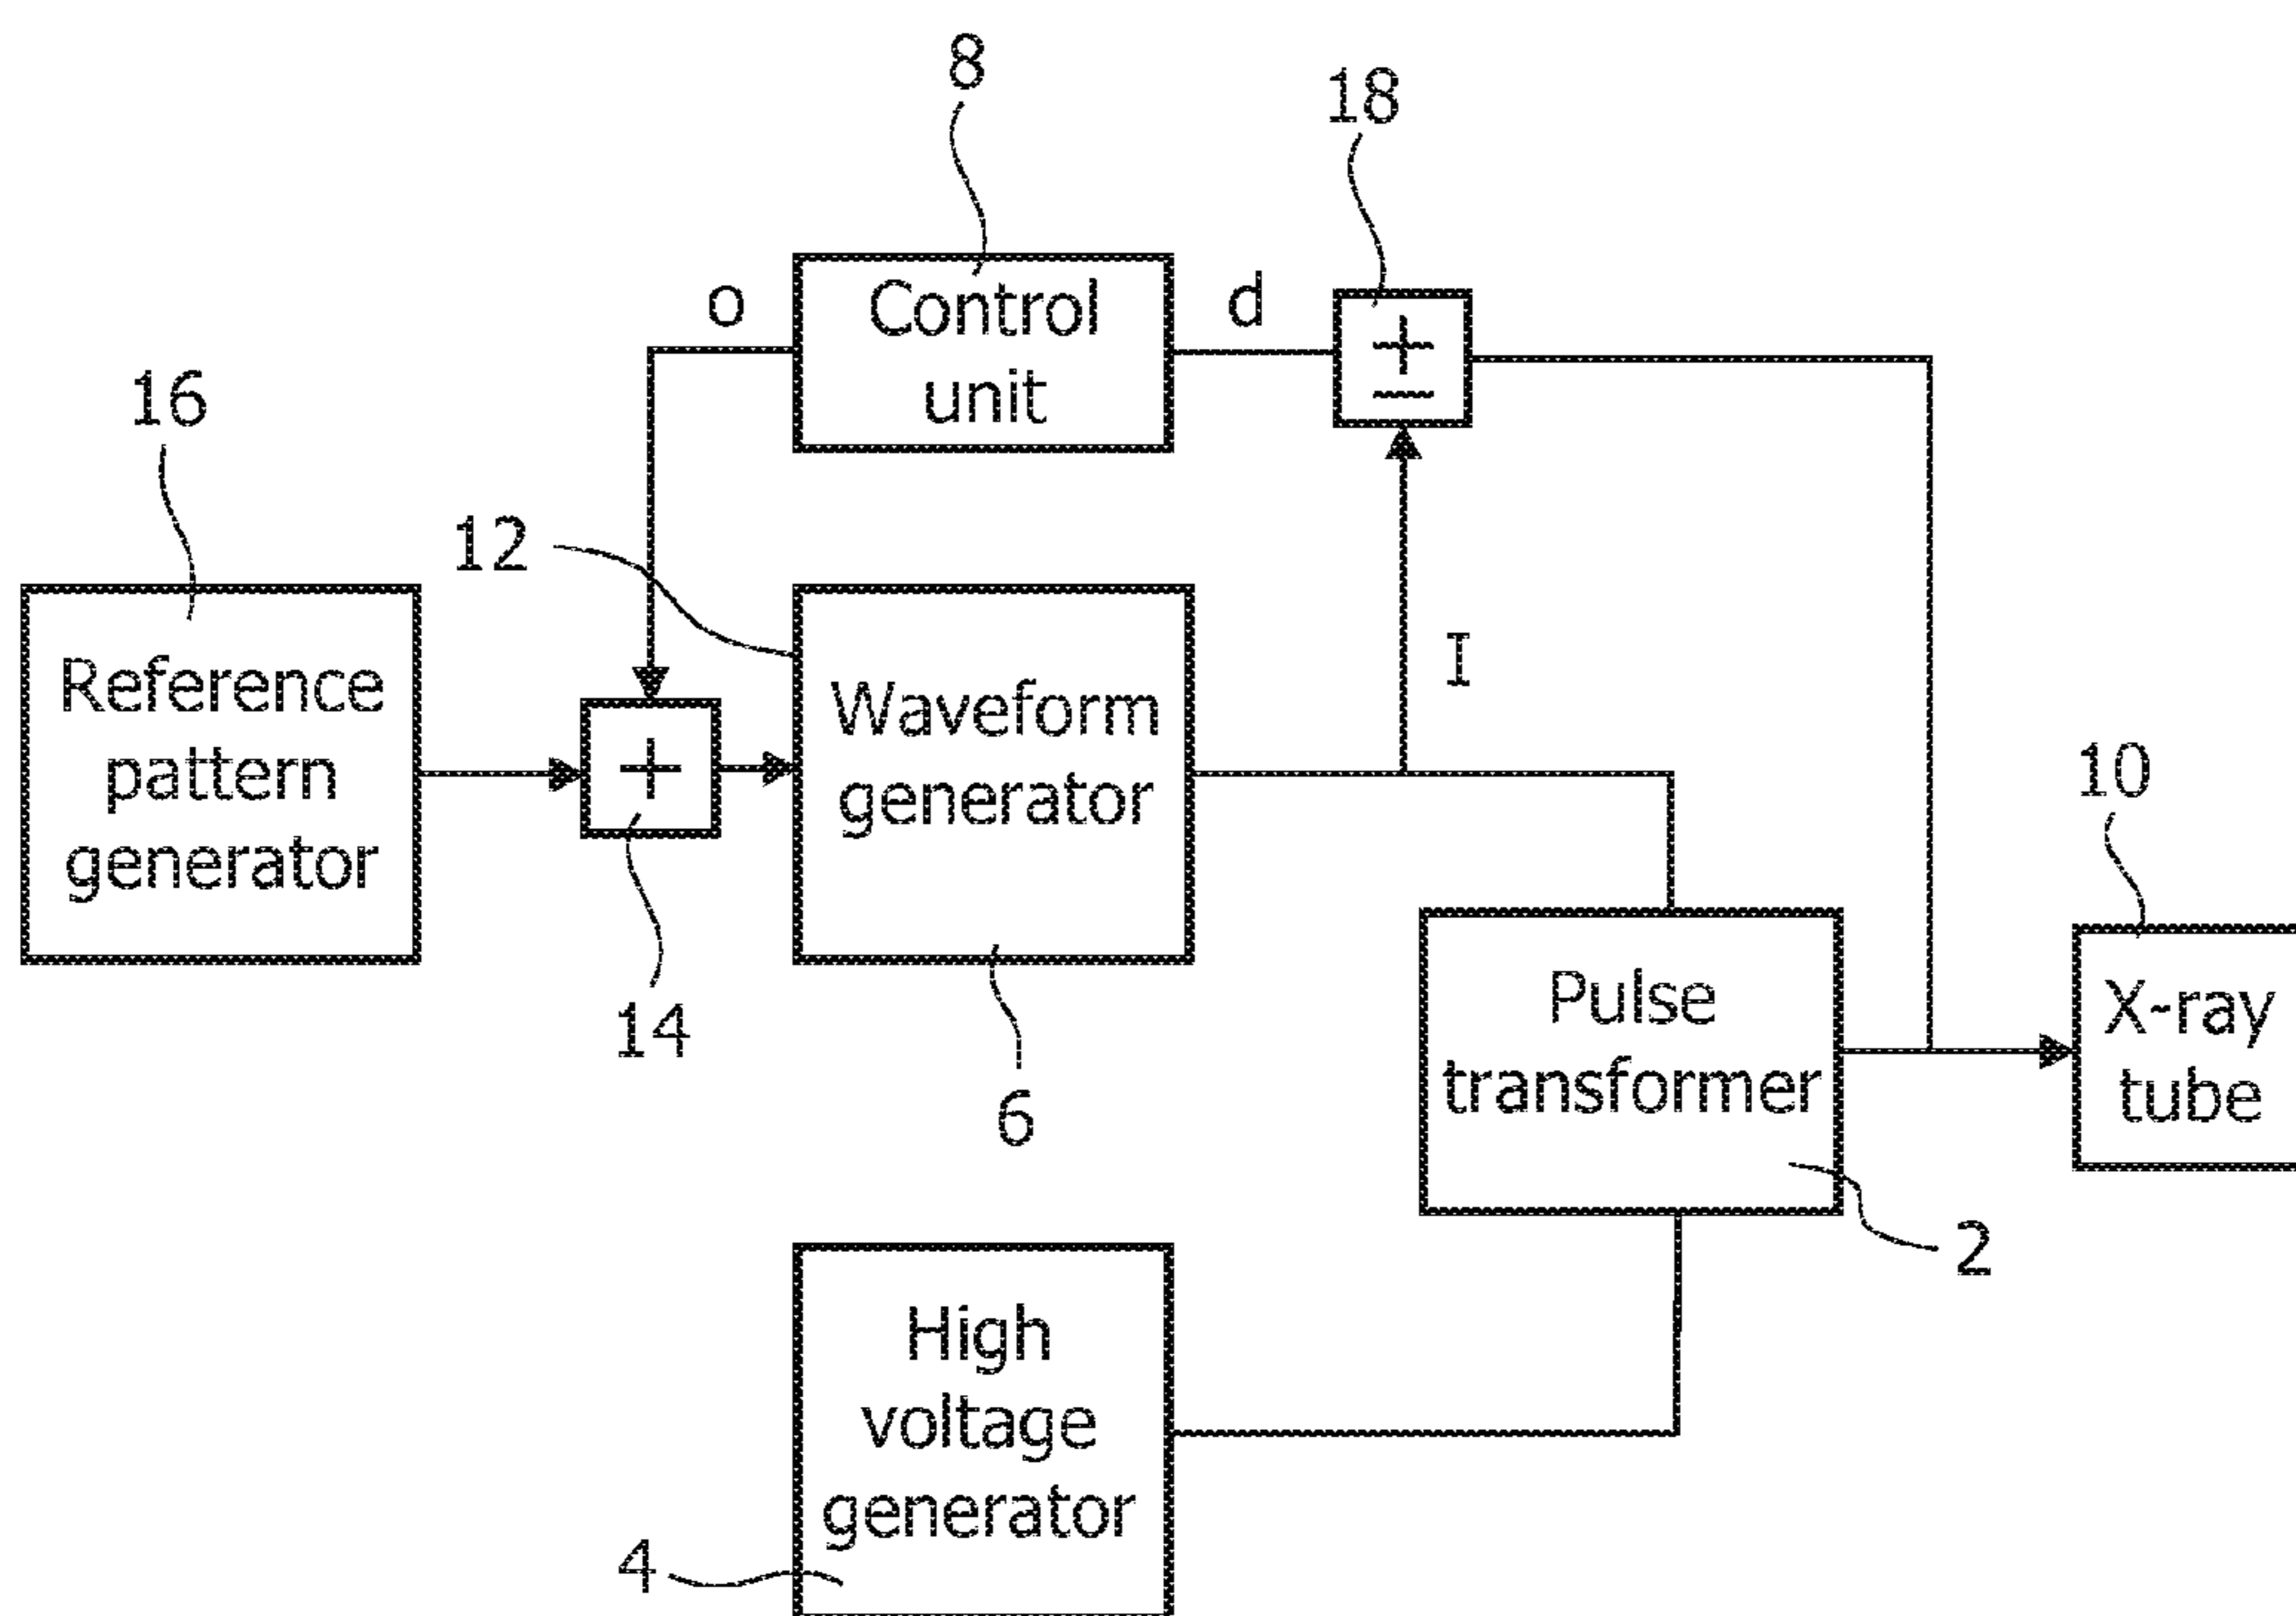 8
18
o
Control
unit
d
+
−
16
12
I
Reference
pattern
generator
+
Waveform
generator
10
14
6
Pulse
transformer
X-ray
tube
2
High
voltage
generator
4